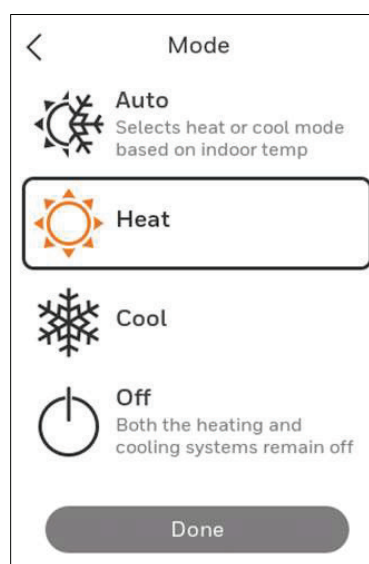 Mode
Auto
Selects heat or cool mode
based on indoor temp
Heat
Cool
Off
Both the heating and
cooling systems remain off
Done